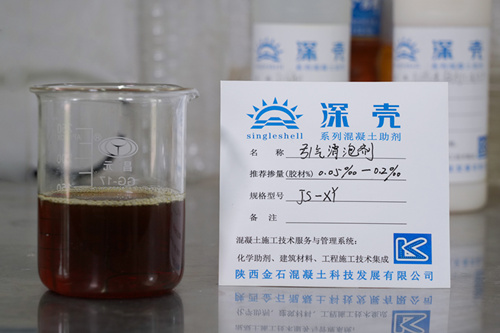 深壳
singleshell
系列混凝土助剂
名 称 引气消泡剂
推荐掺量(胶材%) 0.05‰—0.2‰
规格型号 JS-XY
备 注
混凝土施工技术服务与管理系统:
化学助剂、建筑材料、工程施工技术集成
陕西金石混凝土科技发展有限公司
GG-17
深壳